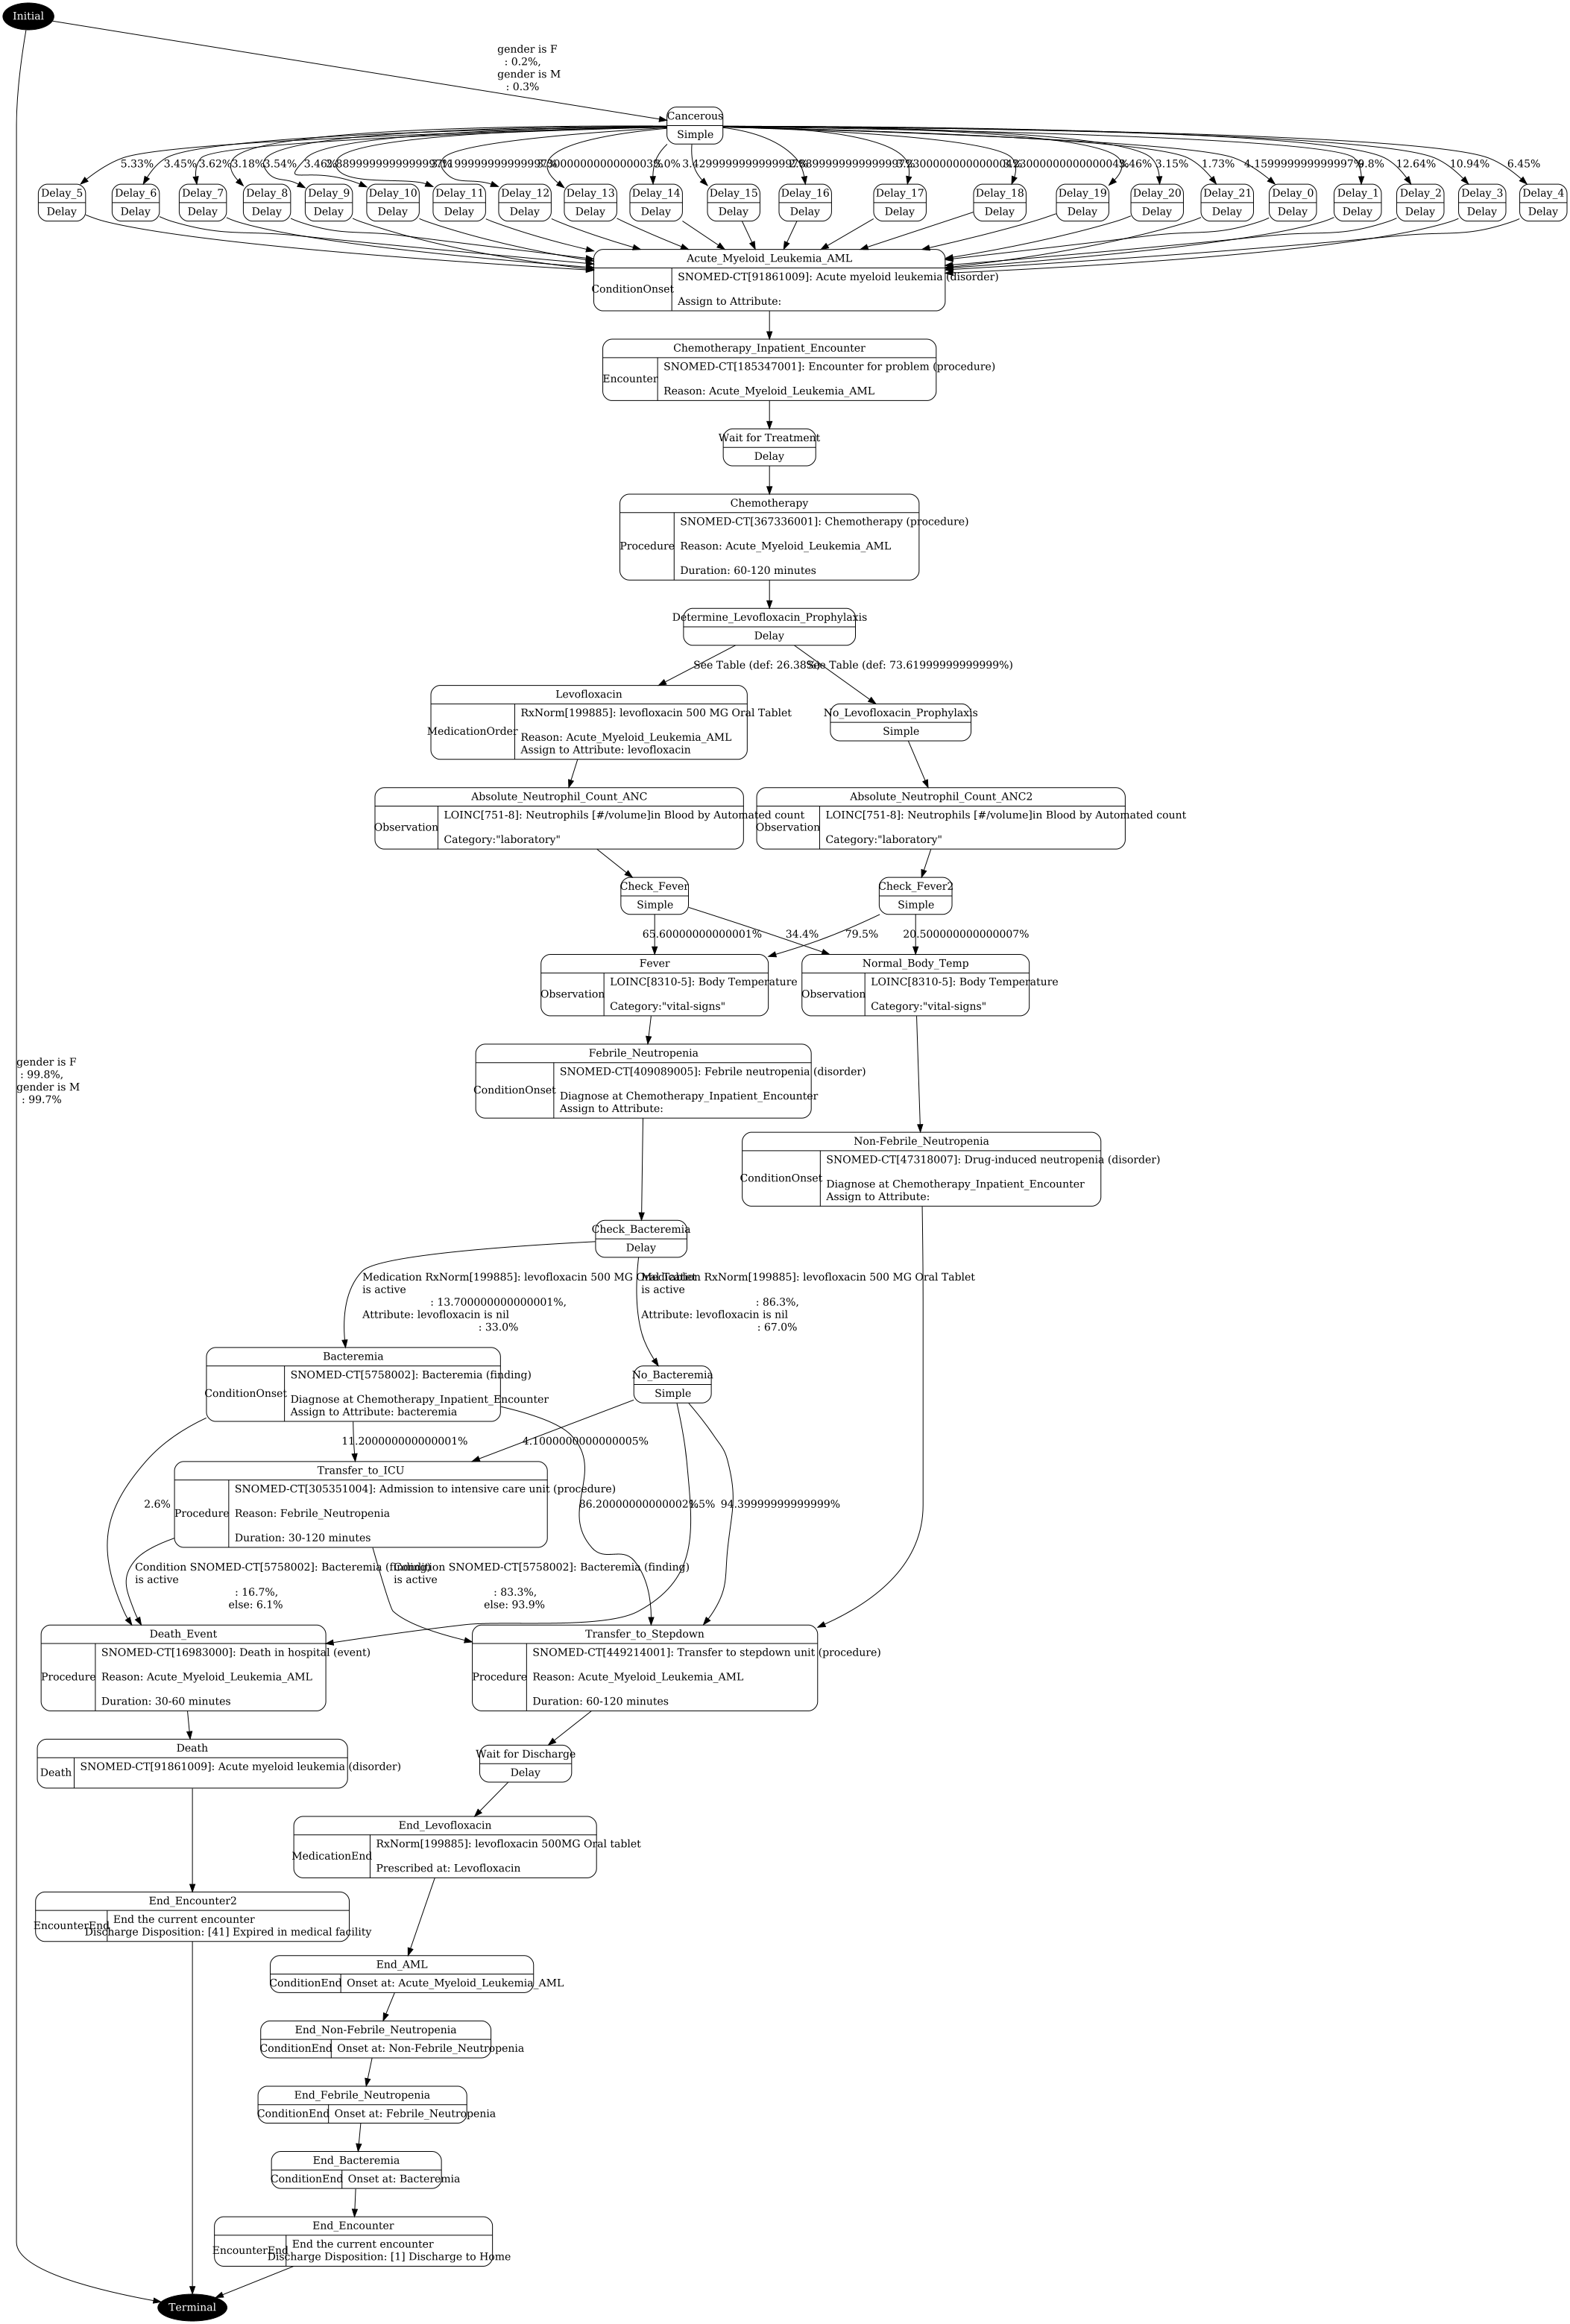 Initial
gender is F
: 0.2%,
gender is M
: 0.3%
Cancerous
Simple
5.33%
3.45%
3.62%
3.18%
3.54%
3.46%
3.0%
3.15%
1.73%
4.159999999999997%
9.8%
12.64%
10.94%
6.45%
Delay_5
Delay
Delay_6
Delay
Delay_7
Delay
Delay_8
Delay
Delay_9
Delay
Delay_10
Delay
Delay_11
Delay
Delay_12
Delay
Delay_13
Delay
Delay_14
Delay
Delay_15
Delay
Delay_16
Delay
Delay_17
Delay
Delay_18
Delay
Delay_19
Delay
Delay_20
Delay
Delay_21
Delay
Delay_0
Delay
Delay_1
Delay
Delay_2
Delay
Delay_3
Delay
Delay_4
Delay
Acute_Myeloid_Leukemia_AML
ConditionOnset
SNOMED-CT[91861009]: Acute myeloid leukemia (disorder)
Assign to Attribute:
Chemotherapy_Inpatient_Encounter
Encounter
SNOMED-CT[185347001]: Encounter for problem (procedure)
Reason: Acute_Myeloid_Leukemia_AML
Wait for Treatment
Delay
Chemotherapy
Procedure
SNOMED-CT[367336001]: Chemotherapy (procedure)
Reason: Acute_Myeloid_Leukemia_AML
Duration: 60-120 minutes
Determine_Levofloxacin_Prophylaxis
Delay
See Table (def: 26.38%)
See Table (def: 73.61999999999999%)
Levofloxacin
MedicationOrder
RxNorm[199885]: levofloxacin 500 MG Oral Tablet
Reason: Acute_Myeloid_Leukemia_AML
Assign to Attribute: levofloxacin
No_Levofloxacin_Prophylaxis
Simple
Absolute_Neutrophil_Count_ANC
Observation
LOINC[751-8]: Neutrophils [#/volume]in Blood by Automated count
Category:"laboratory"
Absolute_Neutrophil_Count_ANC2
Observation
LOINC[751-8]: Neutrophils [#/volume]in Blood by Automated count
Category:"laboratory"
Check_Fever
Simple
Check_Fever2
Simple
65.60000000000001%
34.4%
79.5%
20.500000000000007%
Fever
Observation
LOINC[8310-5]: Body Temperature
Category:"vital-signs"
Normal_Body_Temp
Observation
LOINC[8310-5]: Body Temperature
Category:"vital-signs"
gender is F
: 99.8%,
gender is M
: 99.7%
Febrile_Neutropenia
ConditionOnset
SNOMED-CT[409089005]: Febrile neutropenia (disorder)
Diagnose at Chemotherapy_Inpatient_Encounter
Assign to Attribute:
Non-Febrile_Neutropenia
ConditionOnset
SNOMED-CT[47318007]: Drug-induced neutropenia (disorder)
Diagnose at Chemotherapy_Inpatient_Encounter
Assign to Attribute:
Check_Bacteremia
Delay
Medication RxNorm[199885]: levofloxacin 500 MG Oral Tablet
is active
: 13.700000000000001%,
Attribute: levofloxacin is nil
: 33.0%
Medication RxNorm[199885]: levofloxacin 500 MG Oral Tablet
is active
: 86.3%,
Attribute: levofloxacin is nil
: 67.0%
Bacteremia
ConditionOnset
SNOMED-CT[5758002]: Bacteremia (finding)
Diagnose at Chemotherapy_Inpatient_Encounter
Assign to Attribute: bacteremia
No_Bacteremia
Simple
11.200000000000001%
4.1000000000000005%
Transfer_to_ICU
Procedure
SNOMED-CT[305351004]: Admission to intensive care unit (procedure)
Reason: Febrile_Neutropenia
Duration: 30-120 minutes
2.6%
94.39999999999999%
Condition SNOMED-CT[5758002]: Bacteremia (finding)
is active
: 16.7%,
else: 6.1%
Condition SNOMED-CT[5758002]: Bacteremia (finding)
is active
: 83.3%,
else: 93.9%
Death_Event
Procedure
SNOMED-CT[16983000]: Death in hospital (event)
Reason: Acute_Myeloid_Leukemia_AML
Duration: 30-60 minutes
Transfer_to_Stepdown
Procedure
SNOMED-CT[449214001]: Transfer to stepdown unit (procedure)
Reason: Acute_Myeloid_Leukemia_AML
Duration: 60-120 minutes
Death
Death
SNOMED-CT[91861009]: Acute myeloid leukemia (disorder)
Wait for Discharge
Delay
End_Levofloxacin
MedicationEnd
RxNorm[199885]: levofloxacin 500MG Oral tablet
Prescribed at: Levofloxacin
End_Encounter2
EncounterEnd
End the current encounter
Discharge Disposition: [41] Expired in medical facility
End_AML
ConditionEnd
Onset at: Acute_Myeloid_Leukemia_AML
End_Non-Febrile_Neutropenia
ConditionEnd
Onset at: Non-Febrile_Neutropenia
End_Febrile_Neutropenia
ConditionEnd
Onset at: Febrile_Neutropenia
End_Bacteremia
ConditionEnd
Onset at: Bacteremia
End_Encounter
EncounterEnd
End the current encounter
Discharge Disposition: [1] Discharge to Home
Terminal